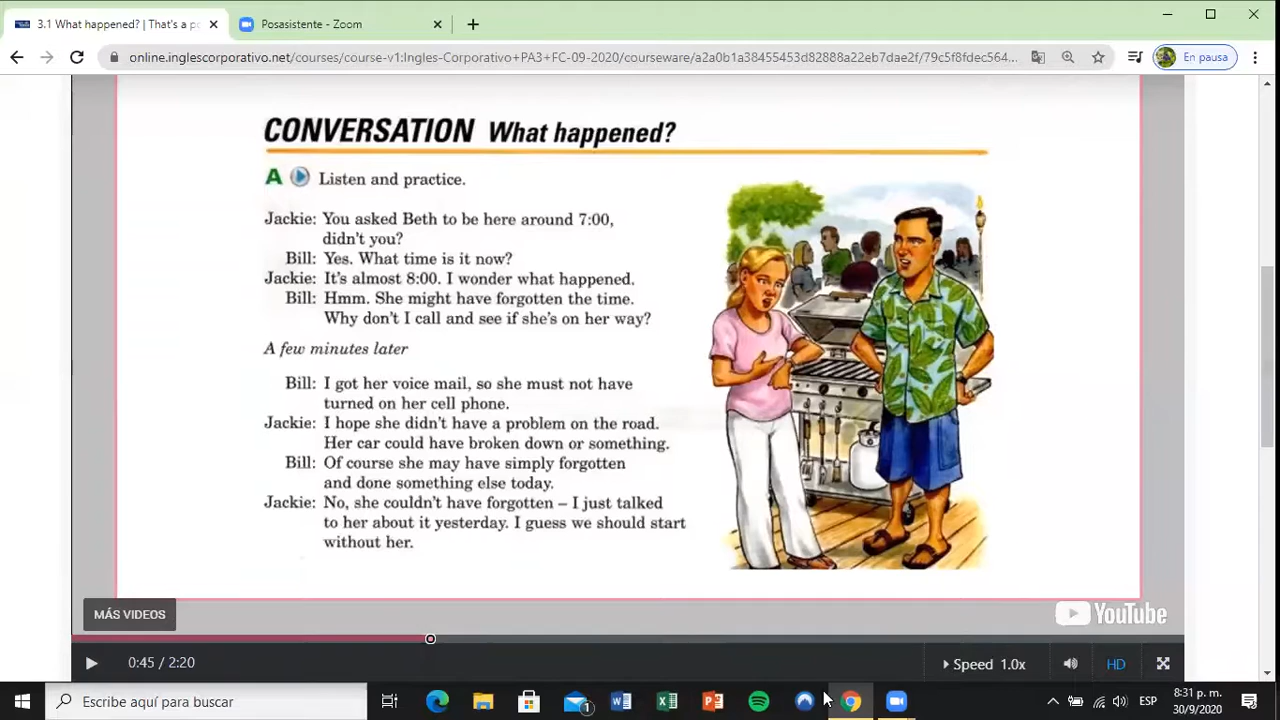 3.1 What happened? | That's a po
Posasistente - Zoom
online.inglescorporativo.net/courses/course-v1:Ingles-Corporativo+PA3+FC-09-2020/courseware/a2a0b1a38455453d92888a22eb7dae2f/79c5f8fdec564...
En pausa
CONVERSATION What happened?
A Listen and practice.
Jackie: You asked Beth to be here around 7:00,
didn't you?
Bill: Yes. What time is it now?
Jackie: It's almost 8:00. I wonder what happened.
Bill: Hmm. She might have forgotten the time.
Why don't I call and see if she's on her way?
A few minutes later
Bill: I got her voice mail, so she must not have
turned on her cell phone.
Jackie: I hope she didn't have a problem on the road.
Her car could have broken down or something.
Bill: Of course she may have simply forgotten
and done something else today.
Jackie: No, she couldn't have forgotten – I just talked
to her about it yesterday. I guess we should start
without her.
MÁS VIDEOS
YouTube
0:45 / 2:20
Speed 1.0x
HD
Escribe aquí para buscar
1
ESP
8:31 p. m.
30/9/2020